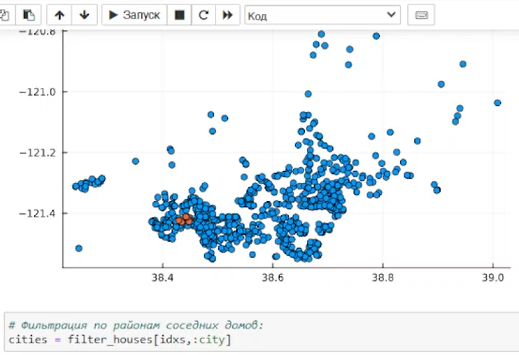 Запуск
Код
−120.8
−121.0
−121.2
−121.4
38.4 38.6 38.8 39.0
# Фильтрация по районам соседних домов:
cities = filter_houses[idxs,:city]